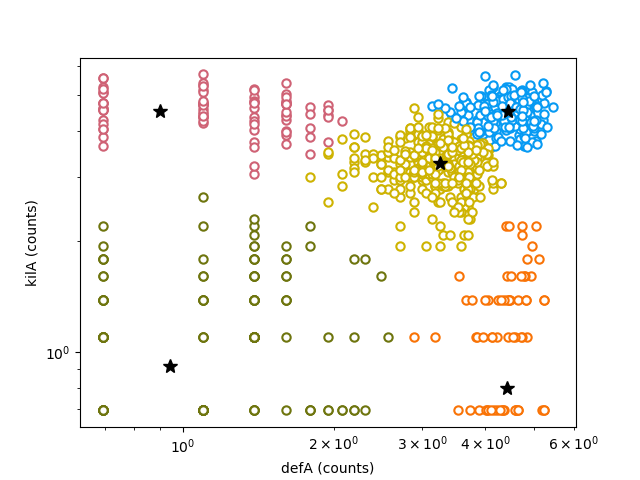 kilA (counts)
10⁰
10⁰
2 × 10⁰
3 × 10⁰
4 × 10⁰
6 × 10⁰
defA (counts)